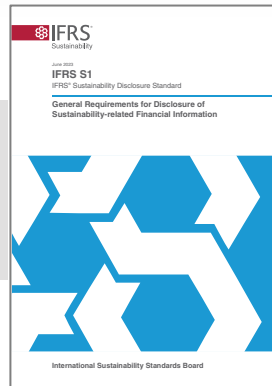 IFRS
Sustainability
June 2023
IFRS S1
IFRS® Sustainability Disclosure Standard
General Requirements for Disclosure of
Sustainability-related Financial Information
International Sustainability Standards Board